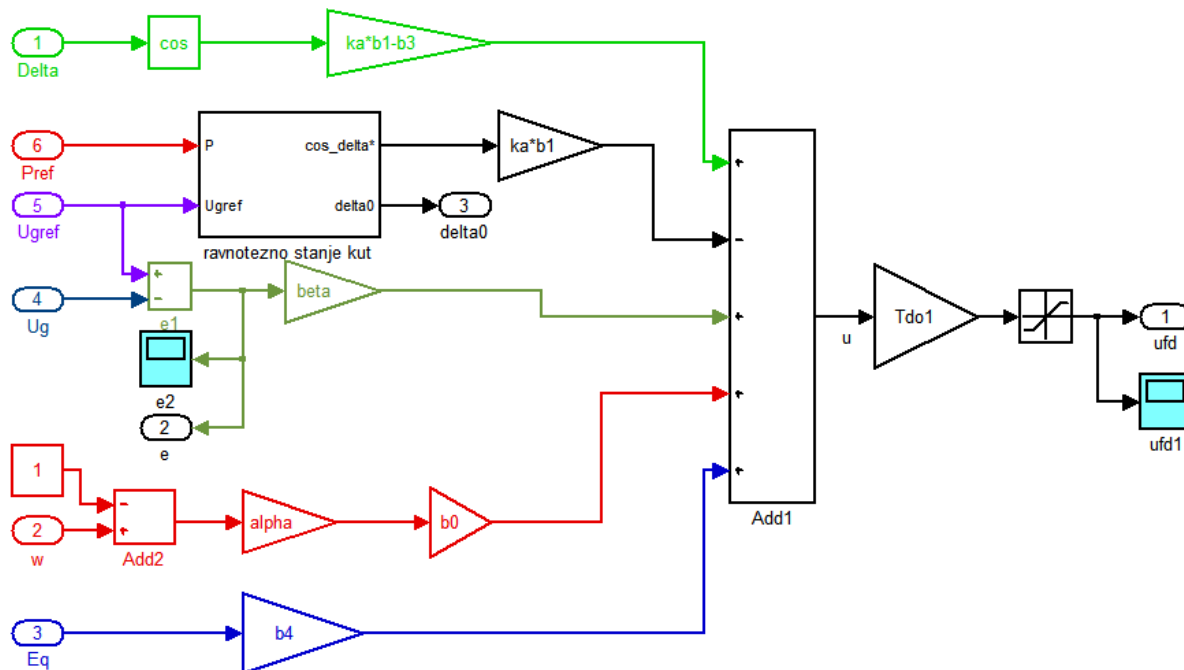 1
Delta
cos
ka*b1-b3
6
Pref
5
Ugref
P
cos_delta*
Ugref
delta0
ravnotezno stanje kut
ka*b1
3
delta0
4
Ug
+
-
e1
beta
e2
2
e
1
2
w
-
+
Add2
alpha
b0
3
Eq
b4
+
-
+
+
+
Add1
u
Tdo1
1
ufd
ufd1